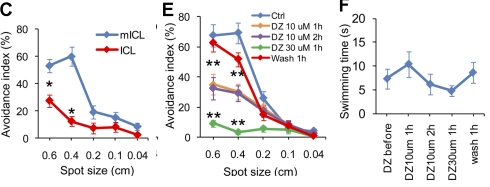 C
Avoidance index (%)
80
60
40
20
0
mICL
ICL
*
*
0.6 0.4 0.2 0.1 0.04
Spot size (cm)
E
Avoidance index (%)
80
60
40
20
0
Ctrl
DZ 10 uM 1h
DZ 10 uM 2h
DZ 30 uM 1h
Wash 1h
**
**
**
**
0.6 0.4 0.2 0.1 0.04
Spot size (cm)
F
Swimming time (s)
20
15
10
5
0
DZ before
DZ10um 1h
DZ10um 2h
DZ30um 1h
wash 1h